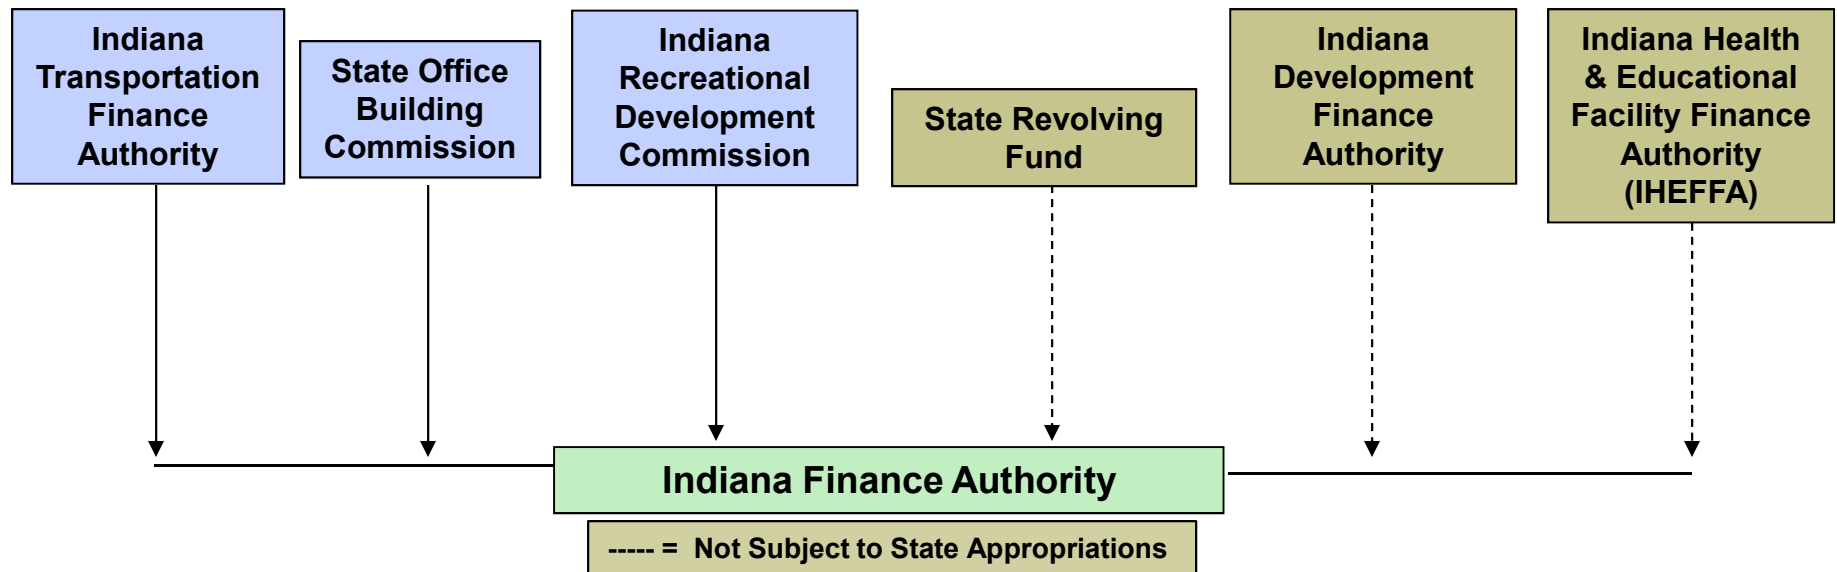 Indiana
Transportation
Finance
Authority
State Office
Building
Commission
Indiana
Recreational
Development
Commission
State Revolving
Fund
Indiana
Development
Finance
Authority
Indiana Health
& Educational
Facility Finance
Authority
(IHEFFA)
Indiana Finance Authority
----- = Not Subject to State Appropriations